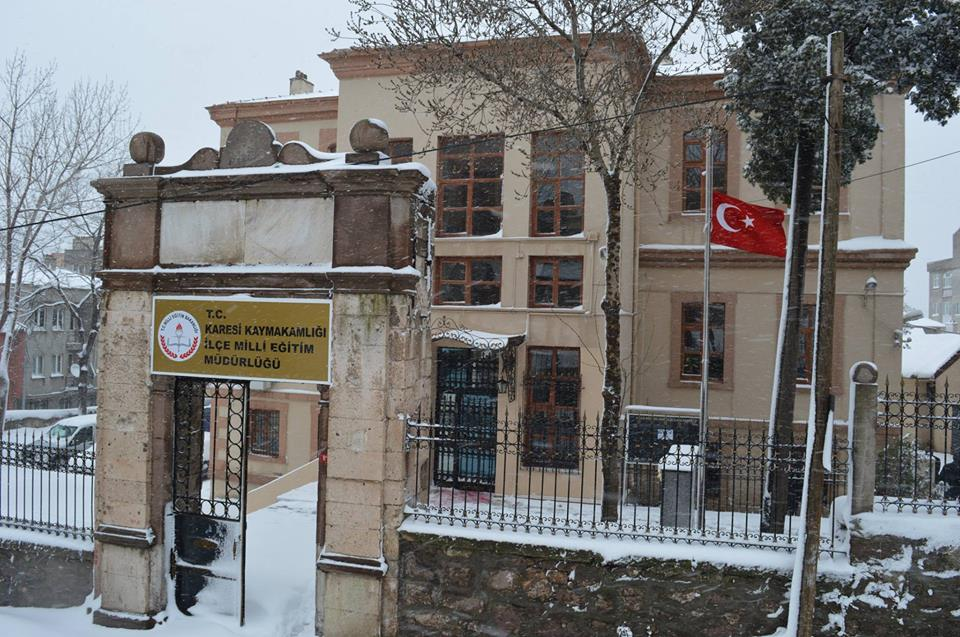 T.C.
KARESİ KAYMAKAMLIĞI
İLÇE MİLLİ EĞİTİM
MÜDÜRLÜĞÜ